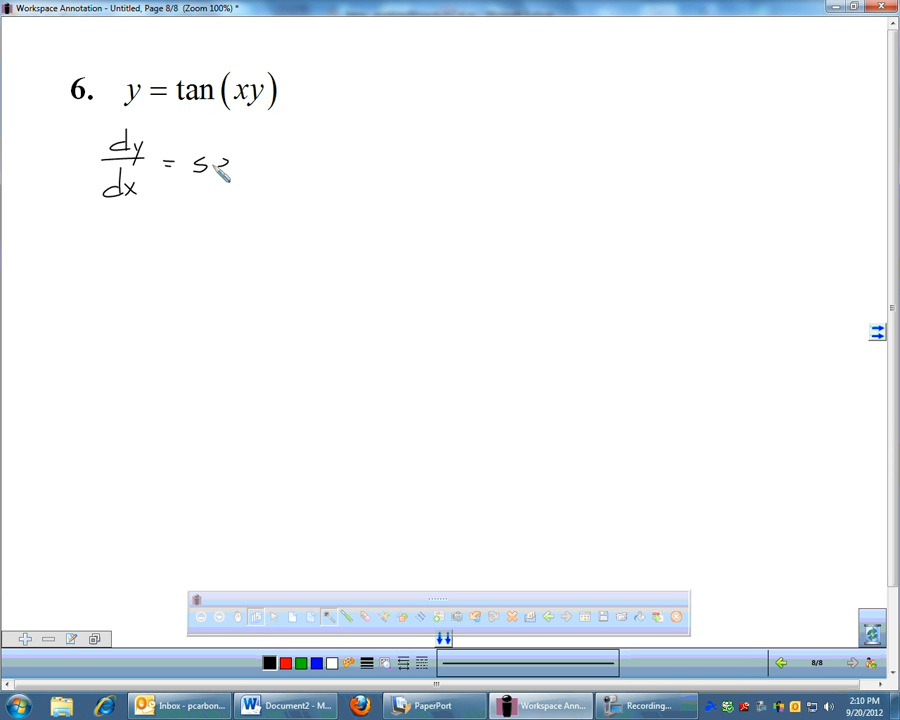 Workspace Annotation - Untitled, Page 8/8 (Zoom 100%) *
6. y = tan(xy)
dy
dx
=
8/8
Inbox - pcarbon...
Document2 - M...
PaperPort
Workspace Ann...
Recording...
2:10 PM
9/20/2012